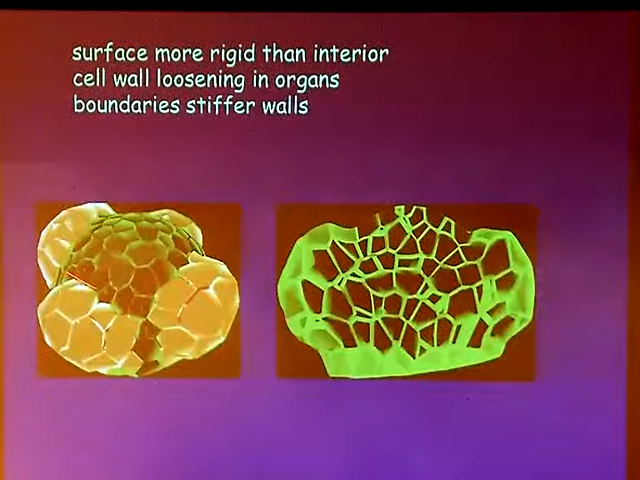 surface more rigid than interior
cell wall loosening in organs
boundaries stiffer walls